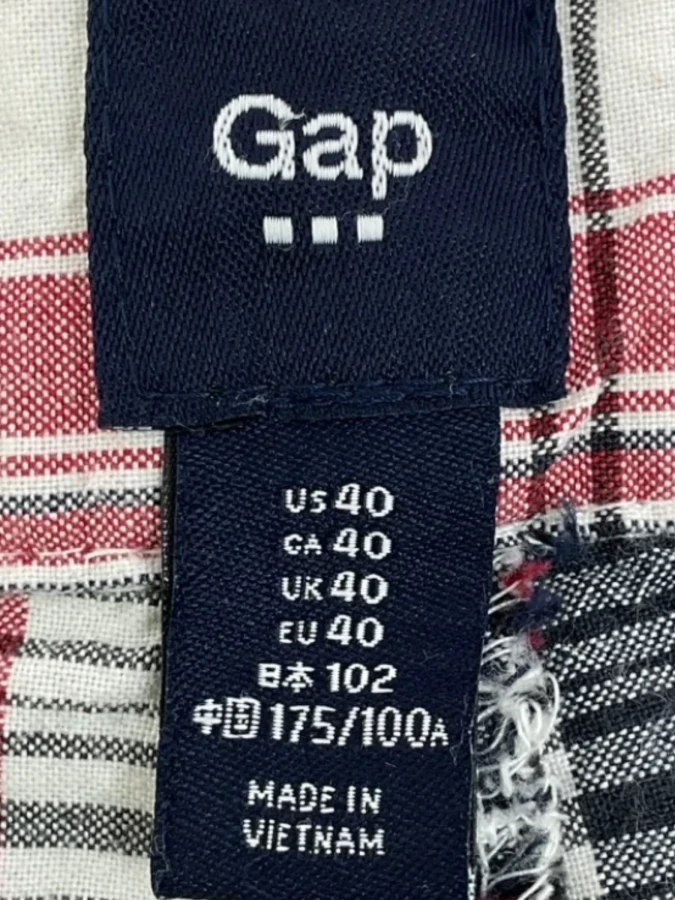 Gap
US 40
CA 40
UK 40
EU 40
日本 102
中国 175/100A
MADE IN
VIETNAM